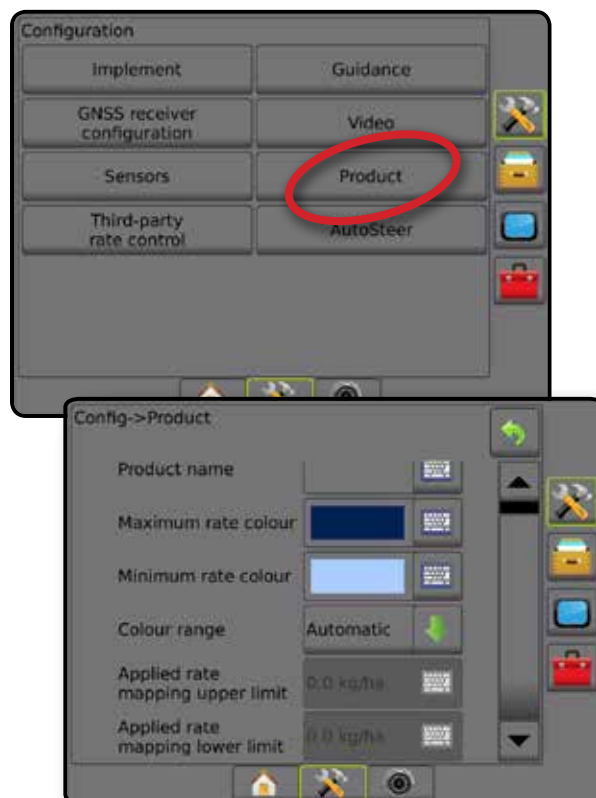 Configuration
Implement
Guidance
GNSS receiver
configuration
Video
Sensors
Product
Third-party
rate control
AutoSteer
Config->Product
Product name
Maximum rate colour
Minimum rate colour
Colour range
Automatic
Applied rate
mapping upper limit
0.0 kg/ha
Applied rate
mapping lower limit
0.0 kg/ha